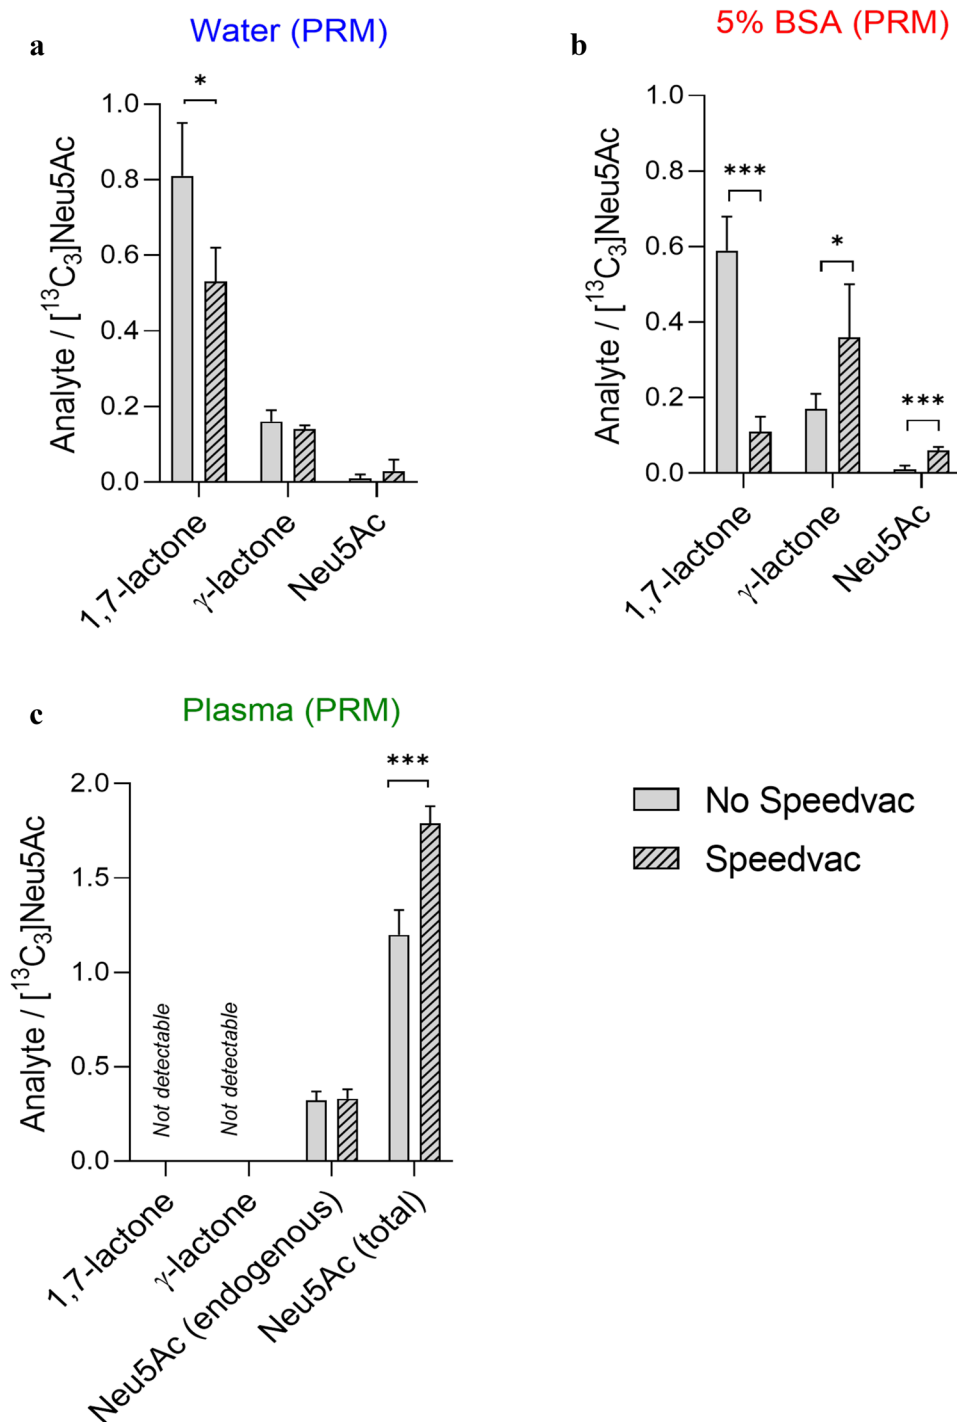 a
Water (PRM)
*
1.0
0.8
0.6
0.4
0.2
0.0
Analyte / [¹³C₃]Neu5Ac
1,7-lactone
γ-lactone
Neu5Ac
b
5% BSA (PRM)
***
*
***
1.0
0.8
0.6
0.4
0.2
0.0
Analyte / [¹³C₃]Neu5Ac
1,7-lactone
γ-lactone
Neu5Ac
c
Plasma (PRM)
***
2.0
1.5
1.0
0.5
0.0
Analyte / [¹³C₃]Neu5Ac
Not detectable
Not detectable
1,7-lactone
γ-lactone
Neu5Ac (endogenous)
Neu5Ac (total)
No Speedvac
Speedvac